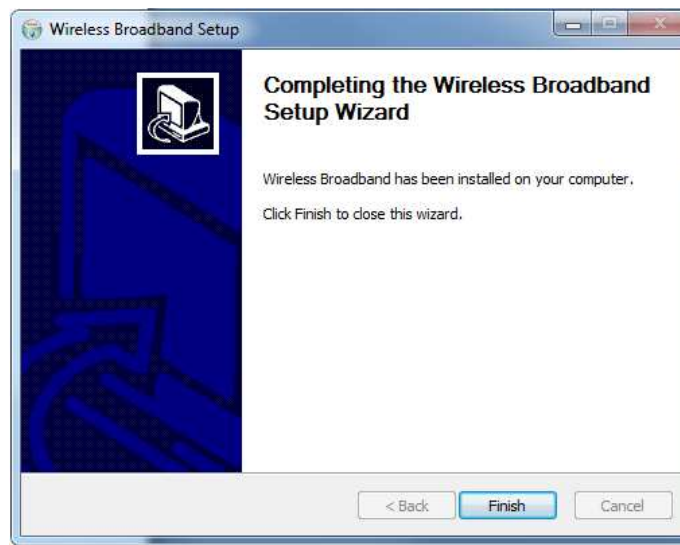 Wireless Broadband Setup
Completing the Wireless Broadband
Setup Wizard
Wireless Broadband has been installed on your computer.
Click Finish to close this wizard.
< Back Finish Cancel